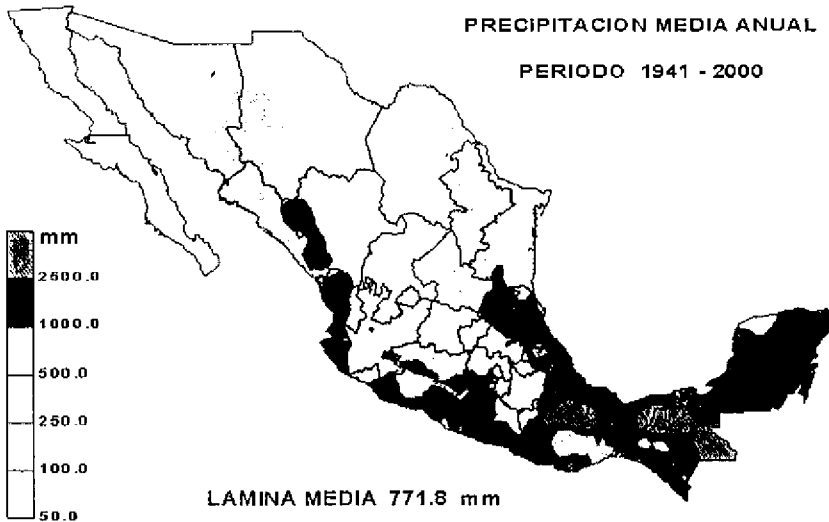 PRECIPITACION MEDIA ANUAL
PERIODO 1941 - 2000
mm
2500.0
1000.0
500.0
250.0
100.0
50.0
LAMINA MEDIA 771.8 mm